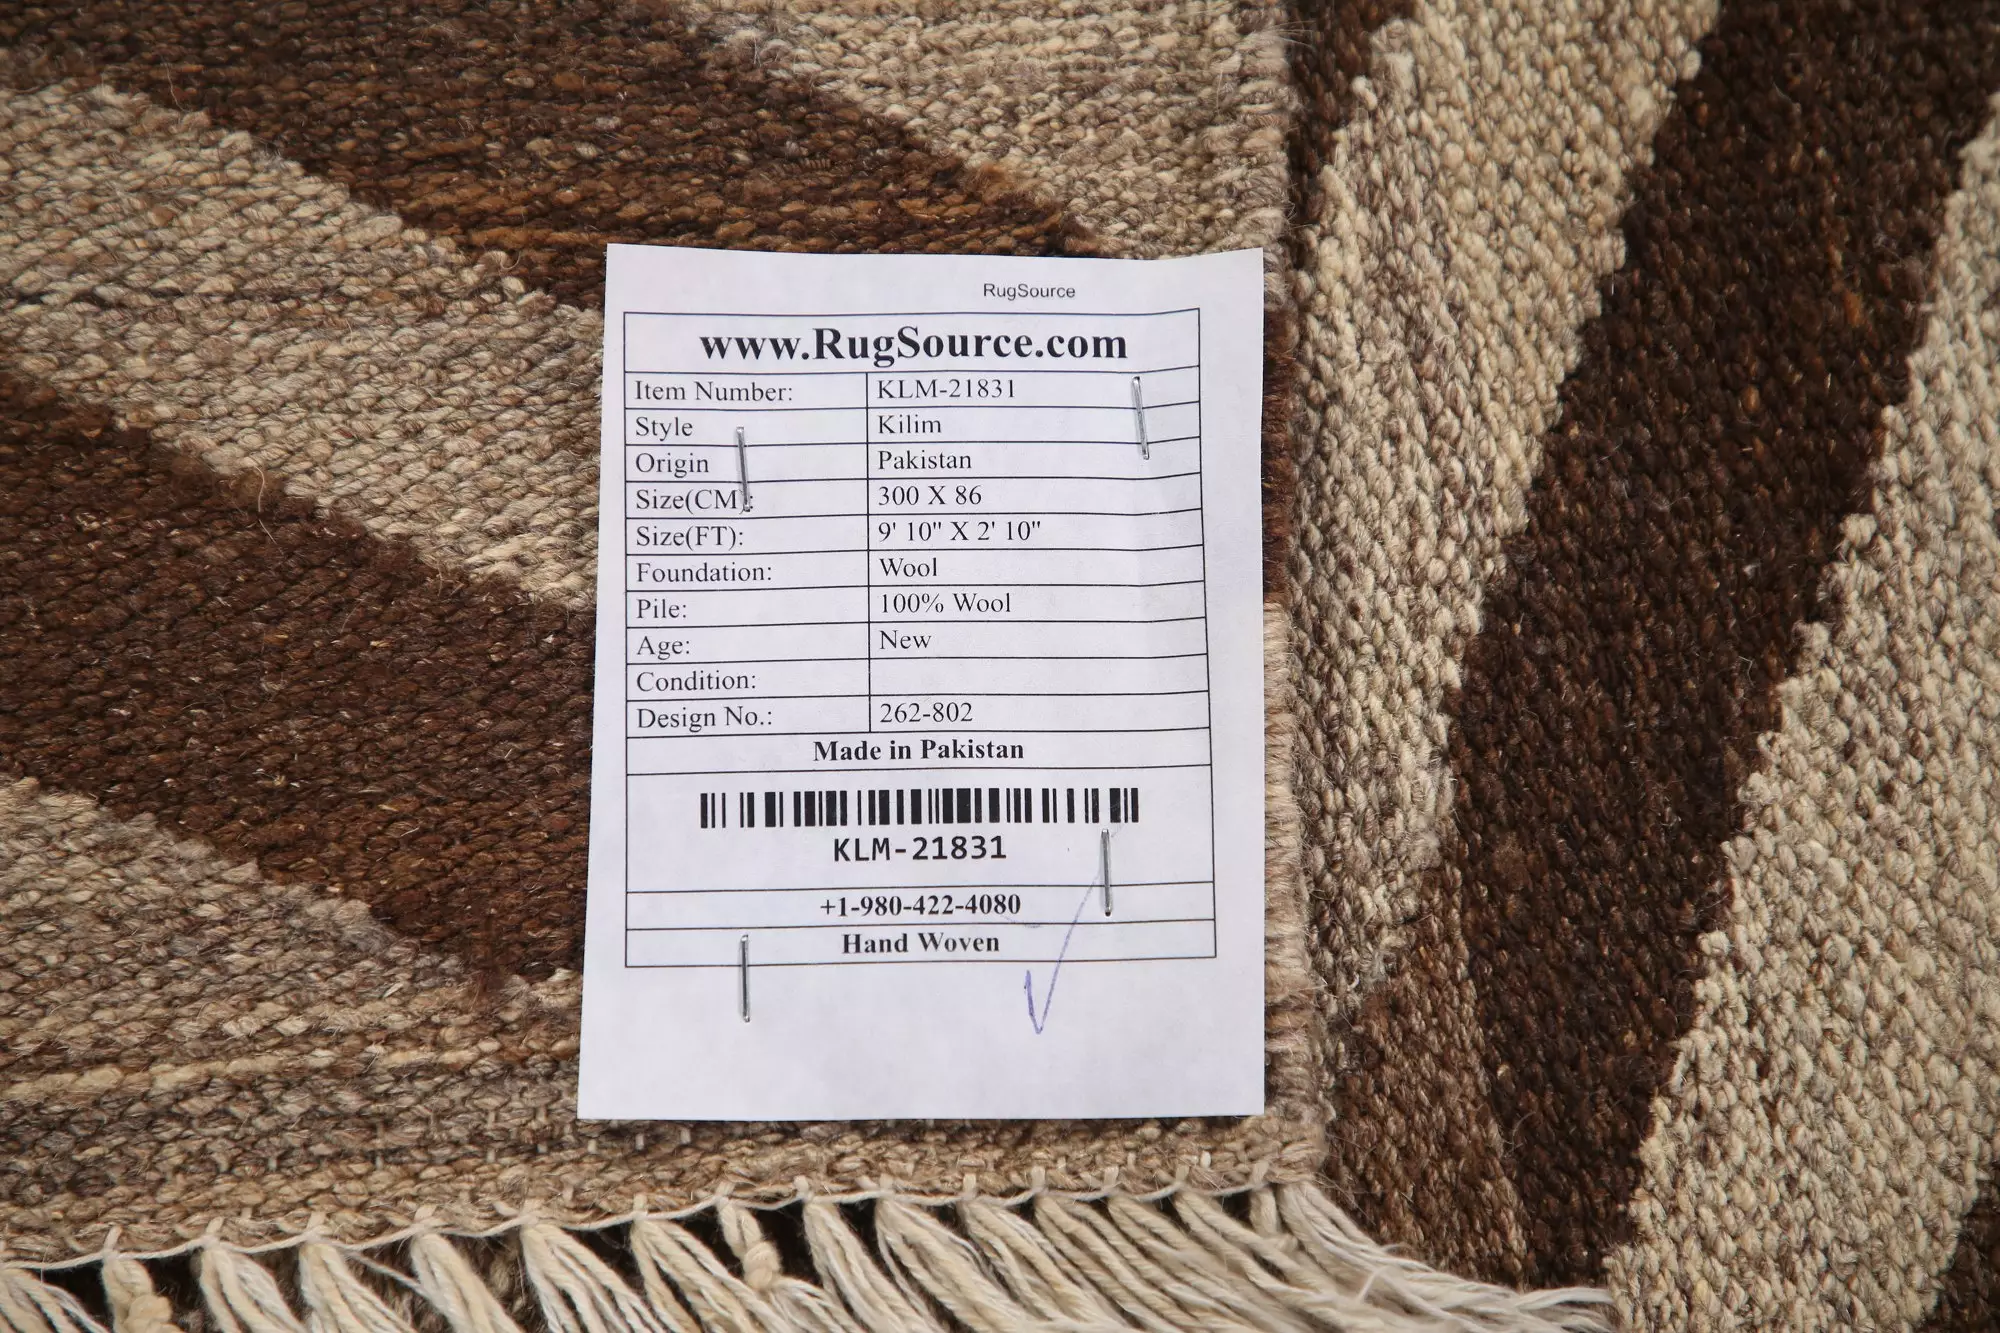 RugSource
www.RugSource.com
Item Number: KLM-21831
Style Kilim
Origin Pakistan
Size(CM): 300 X 86
Size(FT): 9' 10" X 2' 10"
Foundation: Wool
Pile: 100% Wool
Age: New
Condition:
Design No.: 262-802
Made in Pakistan
KLM-21831
+1-980-422-4080
Hand Woven